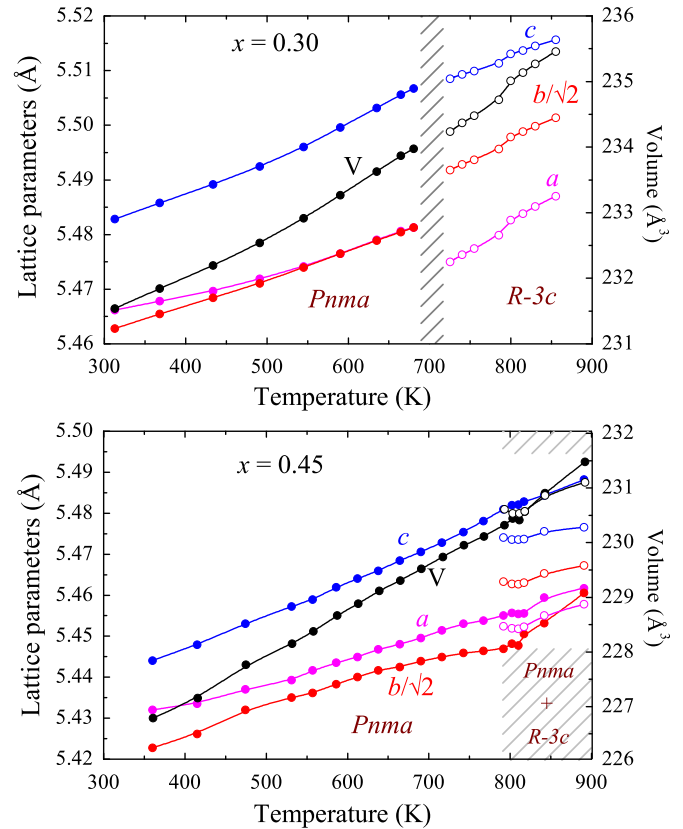 5.52
5.51
5.50
5.49
5.48
5.47
5.46
Lattice parameters (Å)
x = 0.30
c
b/√2
V
a
Pnma
R-3c
236
235
234
233
232
231
Volume (Å³)
300 400 500 600 700 800 900
Temperature (K)
5.50
5.49
5.48
5.47
5.46
5.45
5.44
5.43
5.42
Lattice parameters (Å)
x = 0.45
c
V
a
b/√2
Pnma
Pnma
+
R-3c
232
231
230
229
228
227
226
Volume (Å³)
300 400 500 600 700 800 900
Temperature (K)